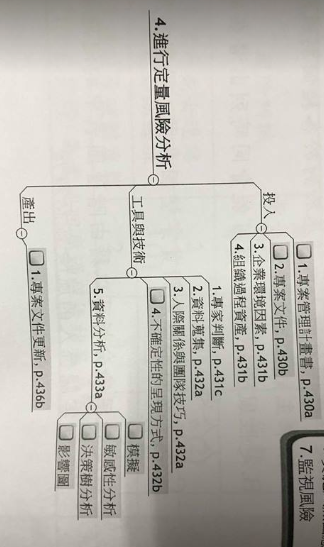 4.進行定量風險分析
投入
1.專案管理計畫書, p.430a
2.專案文件, p.430b
3.企業環境因素, p.431b
4.組織過程資產, p.431b
工具與技術
1.專家判斷, p.431c
2.資料蒐集, p.432a
3.人際關係與團隊技巧, p.432a
4.不確定性的呈現方式, p.432b
5.資料分析, p.433a
模擬
敏感性分析
決策樹分析
影響圖
產出
1.專案文件更新, p.436b
7.監視風險